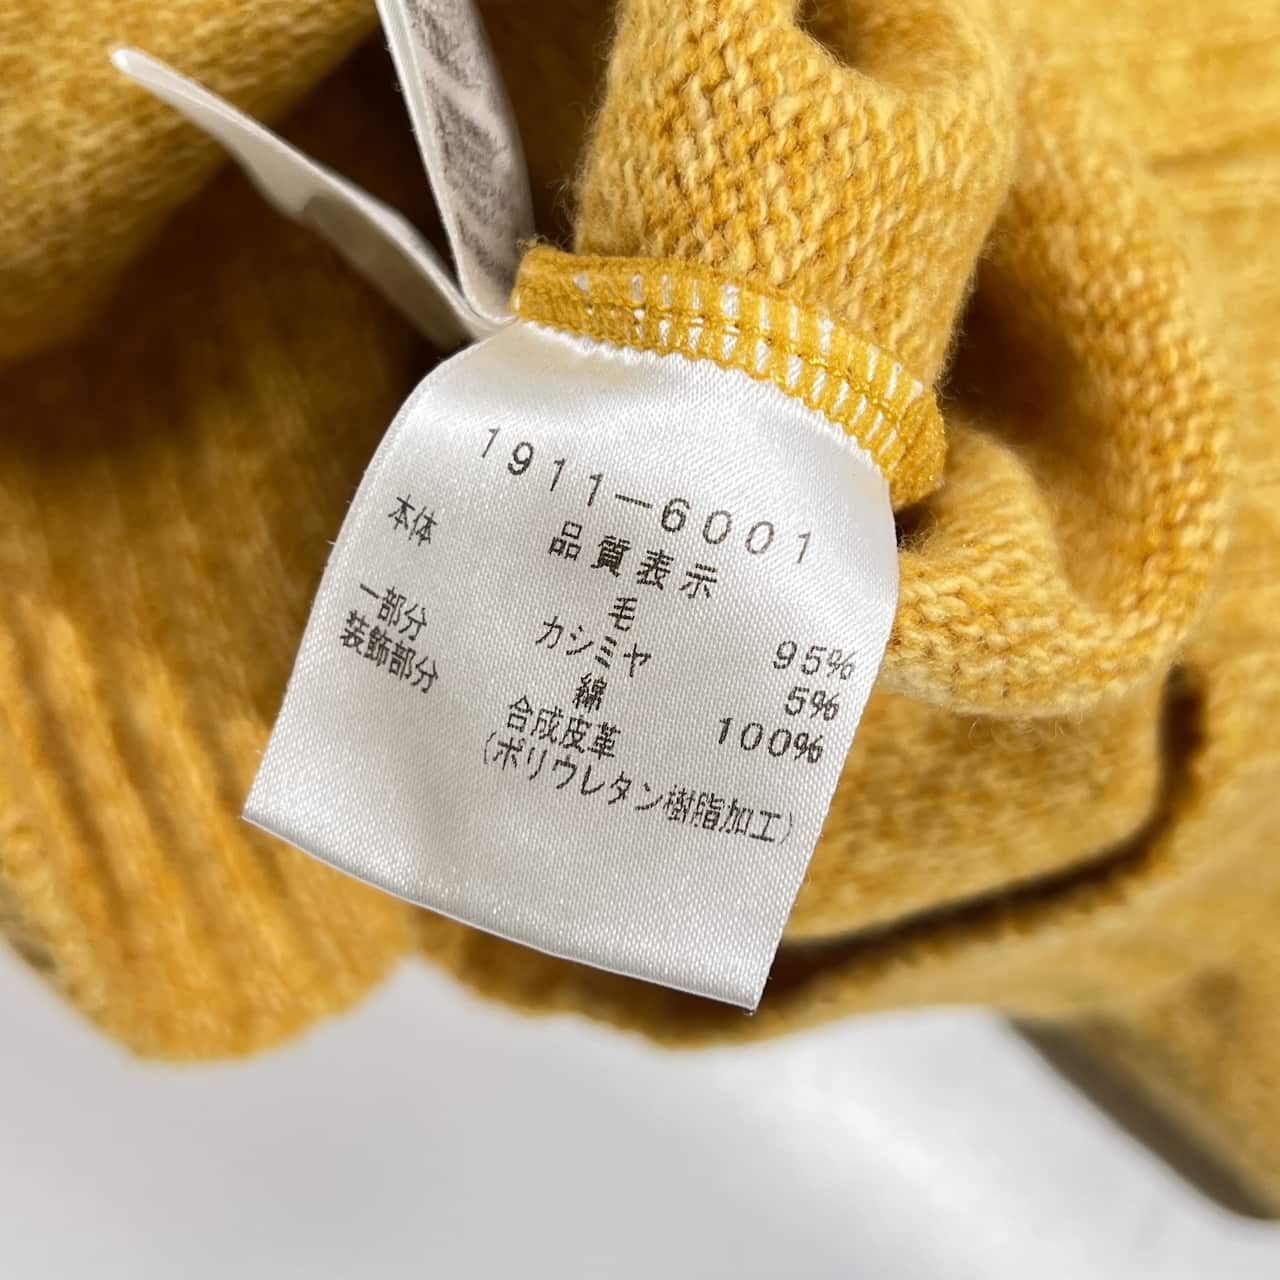 1911-6001
品質表示
本体 毛 95%
カシミヤ 5%
一部分 綿 100%
装飾部分 合成皮革
(ポリウレタン樹脂加工)